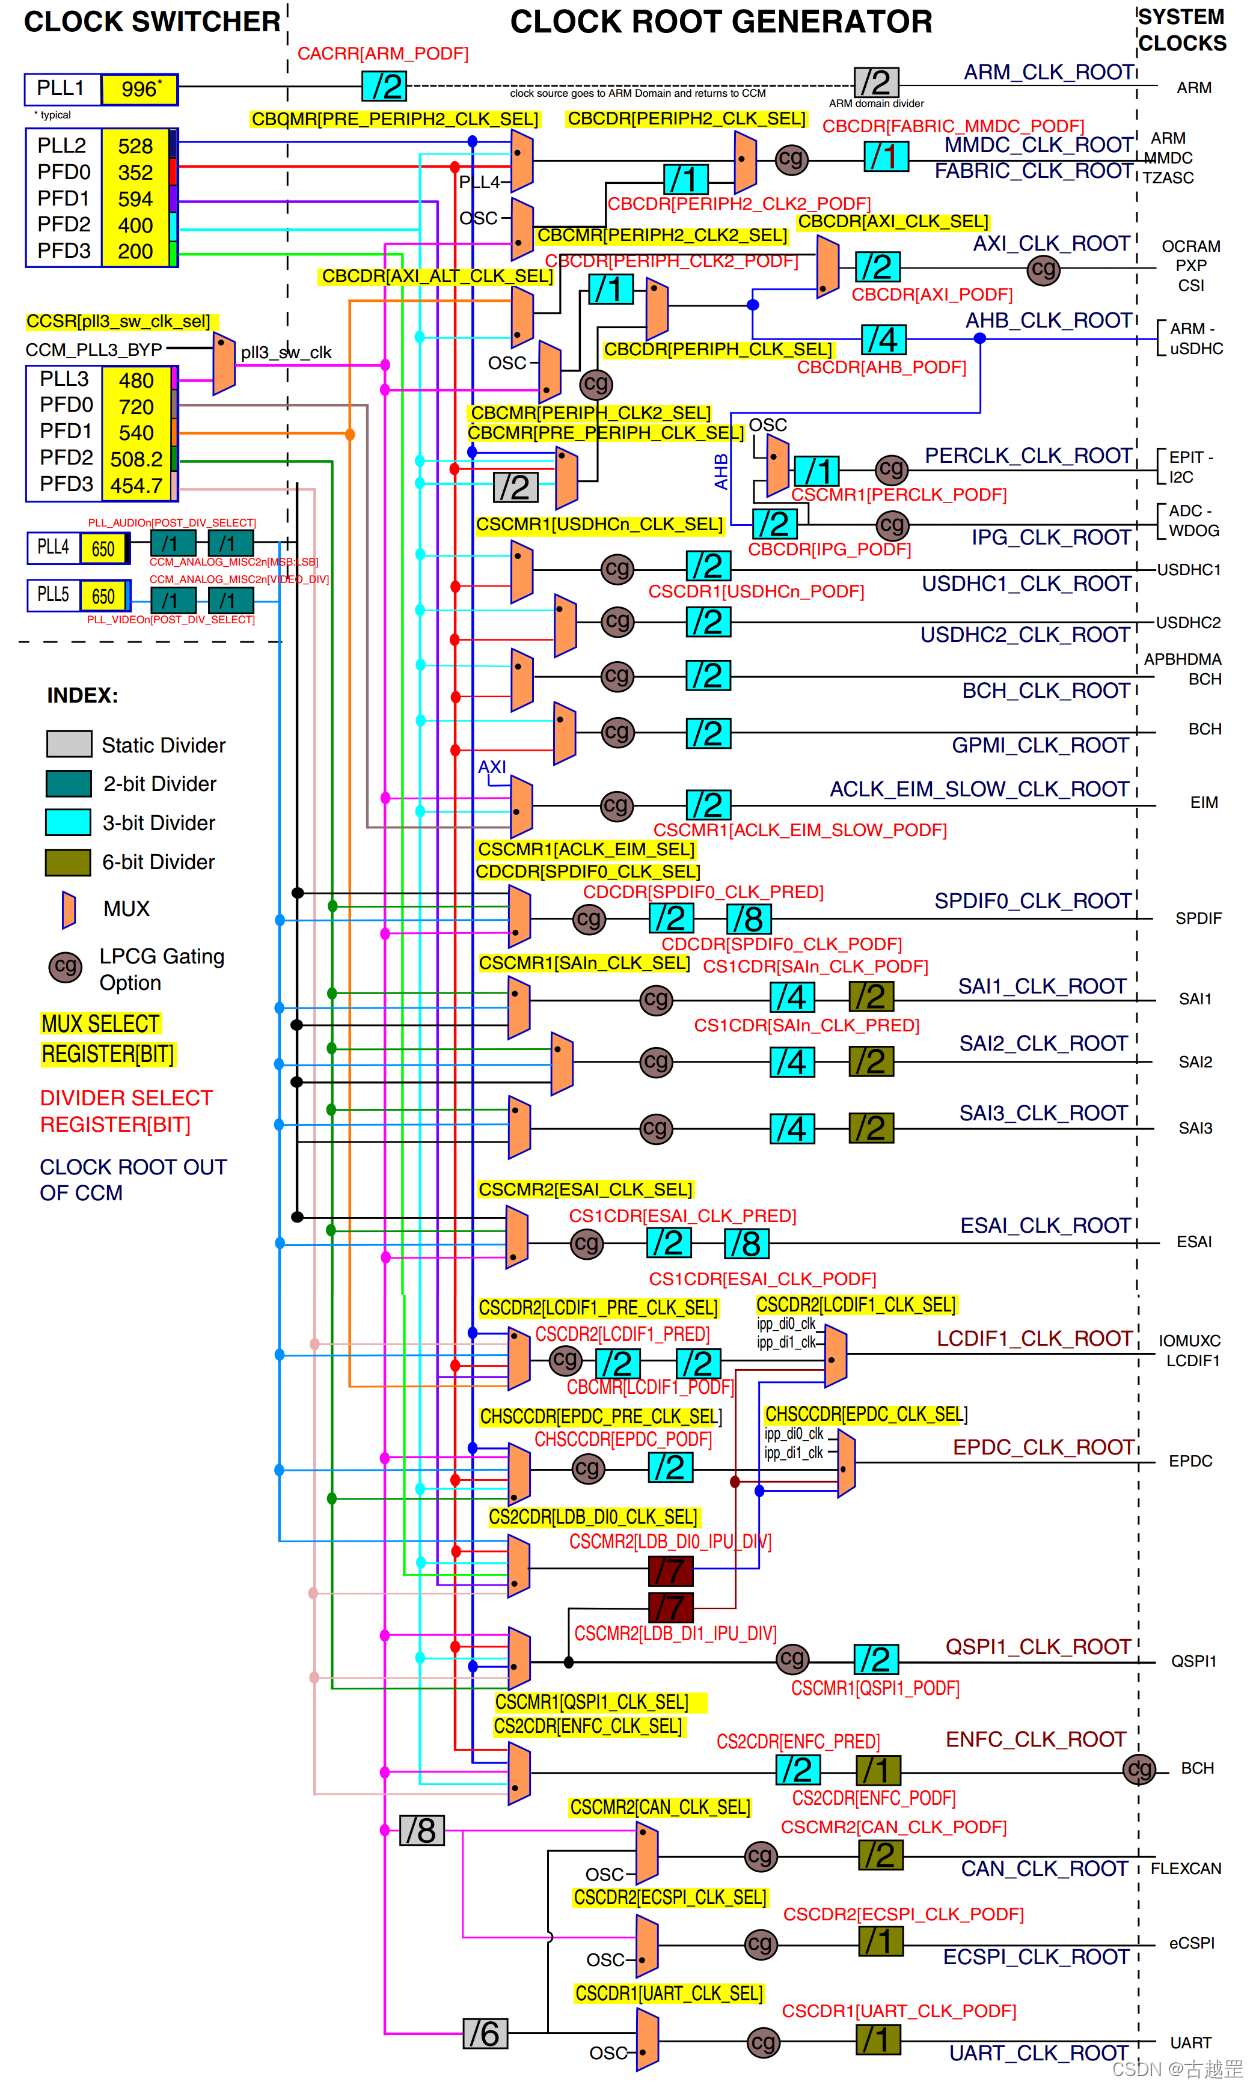 CLOCK SWITCHER
CLOCK ROOT GENERATOR
SYSTEM
CLOCKS
CACRR[ARM_PODF]
PLL1 996*
/2
/2
ARM_CLK_ROOT
ARM
clock source goes to ARM Domain and returns to CCM
ARM domain divider
* typical
CBCMR[PRE_PERIPH2_CLK_SEL]
CBCDR[PERIPH2_CLK_SEL]
CBCDR[FABRIC_MMDC_PODF]
PLL2 528
PFD0 352
PFD1 594
PFD2 400
PFD3 200
PLL4
cg
/1
MMDC_CLK_ROOT
FABRIC_CLK_ROOT
ARM
MMDC
TZASC
/1
CBCDR[PERIPH2_CLK2_PODF]
OSC
CBCMR[PERIPH2_CLK2_SEL]
CBCDR[AXI_CLK_SEL]
CBCDR[PERIPH_CLK2_PODF]
AXI_CLK_ROOT
/2
cg
OCRAM
PXP
CSI
CBCDR[AXI_PODF]
CBCDR[AXI_ALT_CLK_SEL]
/1
CCSR[pll3_sw_clk_sel]
CCM_PLL3_BYP
pll3_sw_clk
AHB_CLK_ROOT
ARM -
uSDHC
/4
CBCDR[AHB_PODF]
CBCDR[PERIPH_CLK_SEL]
OSC
cg
PLL3 480
PFD0 720
PFD1 540
PFD2 508.2
PFD3 454.7
CBCMR[PERIPH_CLK2_SEL]
CBCMR[PRE_PERIPH_CLK_SEL]
OSC
AHB
/2
/1
cg
PERCLK_CLK_ROOT
EPIT -
I2C
CSCMR1[PERCLK_PODF]
CSCMR1[USDHCn_CLK_SEL]
/2
cg
IPG_CLK_ROOT
ADC -
WDOG
CBCDR[IPG_PODF]
PLL_AUDIOn[POST_DIV_SELECT]
PLL4 650 /1 /1
CCM_ANALOG_MISC2n[MSB:LSB]
CCM_ANALOG_MISC2n[VIDEO_DIV]
PLL5 650 /1 /1
PLL_VIDEOn[POST_DIV_SELECT]
cg /2
USDHC1_CLK_ROOT
USDHC1
CSCDR1[USDHCn_PODF]
cg /2
USDHC2_CLK_ROOT
USDHC2
cg /2
BCH_CLK_ROOT
APBHDMA
BCH
cg /2
GPMI_CLK_ROOT
BCH
INDEX:
Static Divider
2-bit Divider
3-bit Divider
6-bit Divider
MUX
cg
LPCG Gating
Option
MUX SELECT
REGISTER[BIT]
DIVIDER SELECT
REGISTER[BIT]
CLOCK ROOT OUT
OF CCM
AXI
cg /2
ACLK_EIM_SLOW_CLK_ROOT
EIM
CSCMR1[ACLK_EIM_SLOW_PODF]
CSCMR1[ACLK_EIM_SEL]
CDCDR[SPDIF0_CLK_SEL]
CDCDR[SPDIF0_CLK_PRED]
cg /2 /8
SPDIF0_CLK_ROOT
SPDIF
CDCDR[SPDIF0_CLK_PODF]
CSCMR1[SAIn_CLK_SEL]
CS1CDR[SAIn_CLK_PODF]
cg /4 /2
SAI1_CLK_ROOT
SAI1
CS1CDR[SAIn_CLK_PRED]
cg /4 /2
SAI2_CLK_ROOT
SAI2
cg /4 /2
SAI3_CLK_ROOT
SAI3
CSCMR2[ESAI_CLK_SEL]
CS1CDR[ESAI_CLK_PRED]
cg /2 /8
ESAI_CLK_ROOT
ESAI
CS1CDR[ESAI_CLK_PODF]
CSCDR2[LCDIF1_PRE_CLK_SEL]
CSCDR2[LCDIF1_CLK_SEL]
CSCDR2[LCDIF1_PRED]
ipp_di0_clk
ipp_di1_clk
cg /2 /2
LCDIF1_CLK_ROOT
IOMUXC
LCDIF1
CBCMR[LCDIF1_PODF]
CHSCCDR[EPDC_PRE_CLK_SEL]
CHSCCDR[EPDC_CLK_SEL]
CHSCCDR[EPDC_PODF]
ipp_di0_clk
ipp_di1_clk
cg /2
EPDC_CLK_ROOT
EPDC
CS2CDR[LDB_DI0_CLK_SEL]
CSCMR2[LDB_DI0_IPU_DIV]
/7
/7
CSCMR2[LDB_DI1_IPU_DIV]
cg /2
QSPI1_CLK_ROOT
QSPI1
CSCMR1[QSPI1_PODF]
CSCMR1[QSPI1_CLK_SEL]
CS2CDR[ENFC_CLK_SEL]
CS2CDR[ENFC_PRED]
/2 /1
ENFC_CLK_ROOT
cg
BCH
CS2CDR[ENFC_PODF]
CSCMR2[CAN_CLK_SEL]
CSCMR2[CAN_CLK_PODF]
/8
OSC
cg /2
CAN_CLK_ROOT
FLEXCAN
CSCDR2[ECSPI_CLK_SEL]
CSCDR2[ECSPI_CLK_PODF]
OSC
cg /1
ECSPI_CLK_ROOT
eCSPI
CSCDR1[UART_CLK_SEL]
CSCDR1[UART_CLK_PODF]
/6
OSC
cg /1
UART_CLK_ROOT
UART
CSDN @古越罡